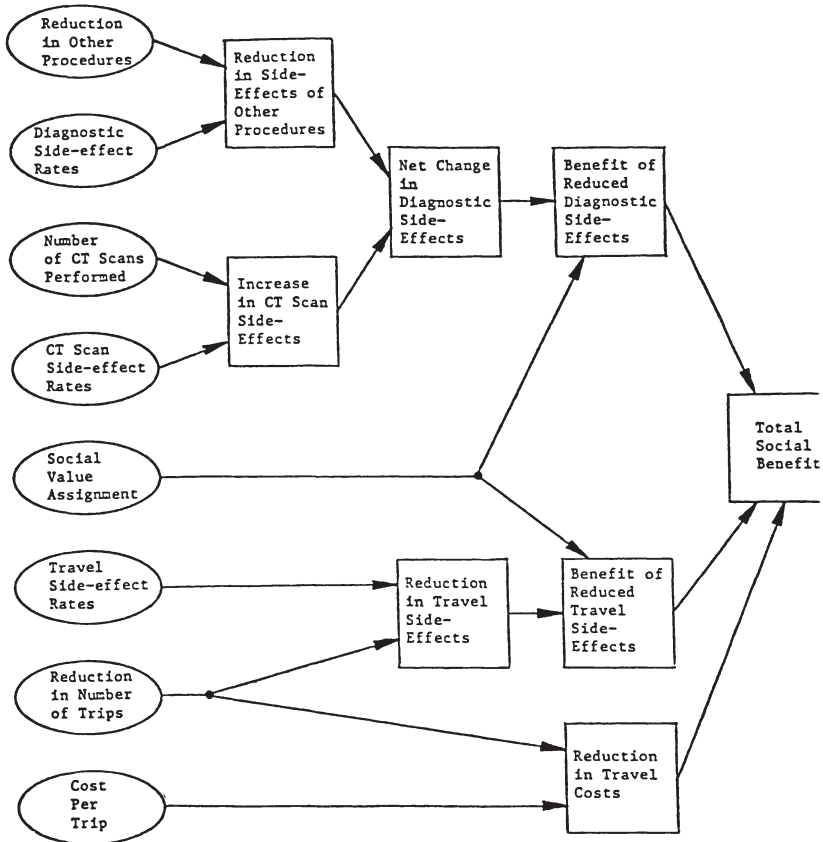 Reduction
in Other
Procedures
Reduction
in Side-
Effects of
Other
Procedures
Diagnostic
Side-effect
Rates
Net Change
in
Diagnostic
Side-
Effects
Benefit of
Reduced
Diagnostic
Side-
Effects
Number
of CT Scans
Performed
Increase
in CT Scan
Side-
Effects
CT Scan
Side-effect
Rates
Total
Social
Benefit
Social
Value
Assignment
Travel
Side-effect
Rates
Reduction
in Travel
Side-
Effects
Benefit of
Reduced
Travel
Side-
Effects
Reduction
in Number
of Trips
Reduction
in Travel
Costs
Cost
Per
Trip